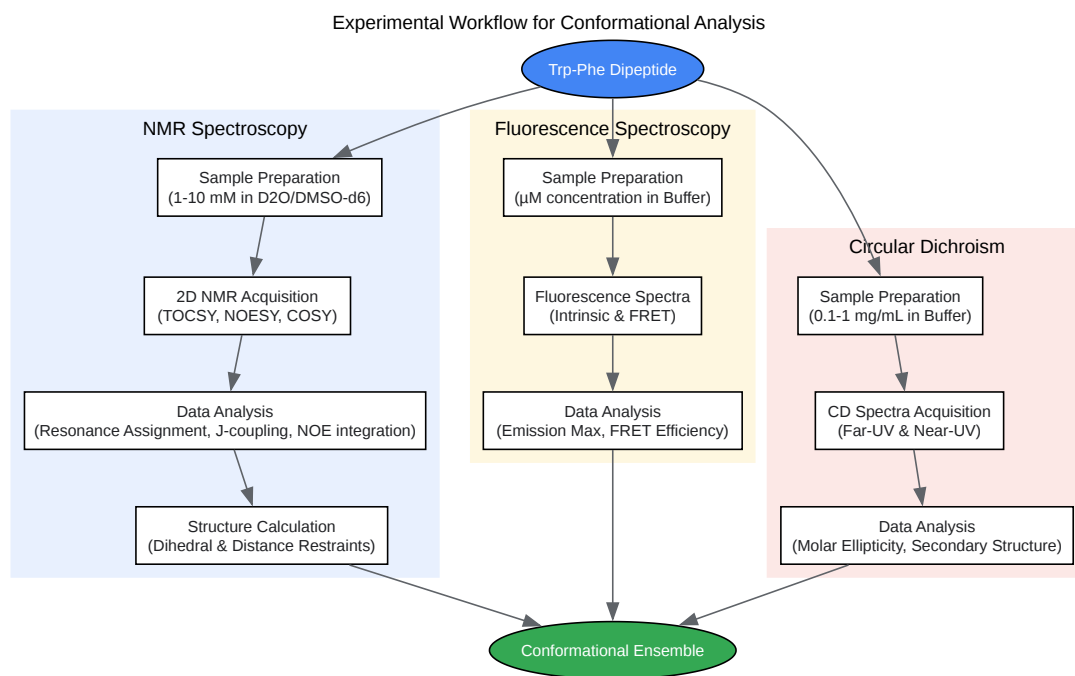 Experimental Workflow for Conformational Analysis
Trp-Phe Dipeptide
NMR Spectroscopy
Sample Preparation
(1-10 mM in D2O/DMSO-d6)
2D NMR Acquisition
(TOCSY, NOESY, COSY)
Data Analysis
(Resonance Assignment, J-coupling, NOE integration)
Structure Calculation
(Dihedral & Distance Restraints)
Fluorescence Spectroscopy
Sample Preparation
(µM concentration in Buffer)
Fluorescence Spectra
(Intrinsic & FRET)
Data Analysis
(Emission Max, FRET Efficiency)
Circular Dichroism
Sample Preparation
(0.1-1 mg/mL in Buffer)
CD Spectra Acquisition
(Far-UV & Near-UV)
Data Analysis
(Molar Ellipticity, Secondary Structure)
Conformational Ensemble